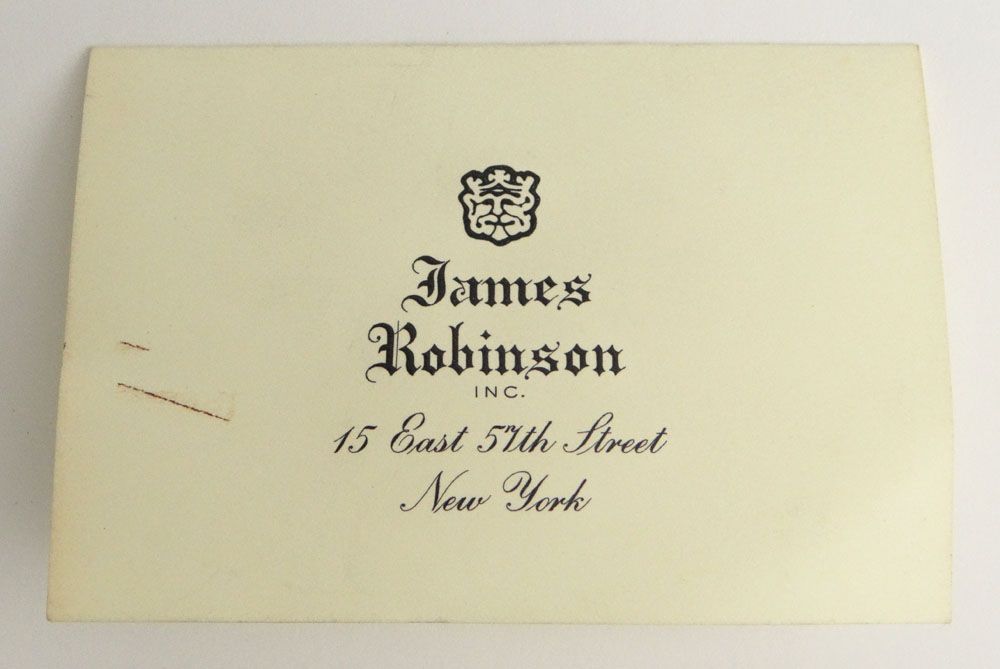 James
Robinson
INC.
15 East 57th Street
New York